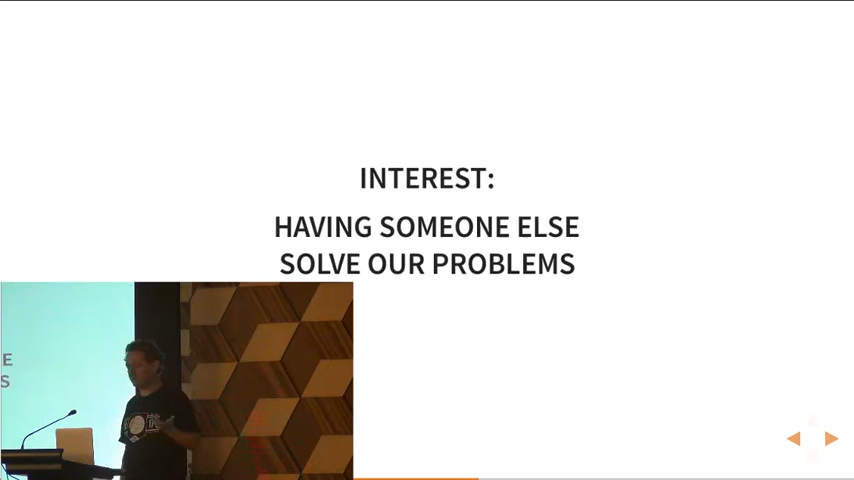 INTEREST:
HAVING SOMEONE ELSE
SOLVE OUR PROBLEMS
E
S